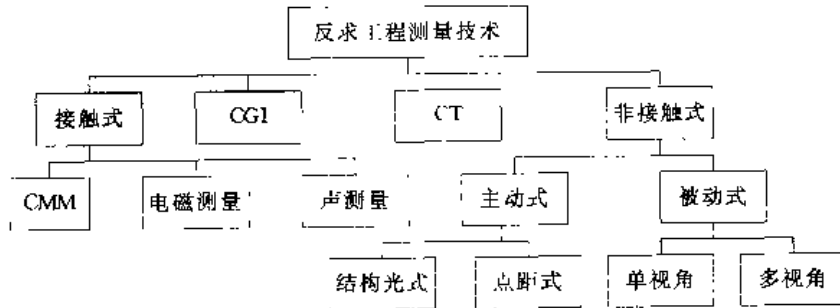 反求工程测量技术
接触式
CGI
CT
非接触式
CMM
电磁测量
声测量
主动式
被动式
结构光式
点距式
单视角
多视角